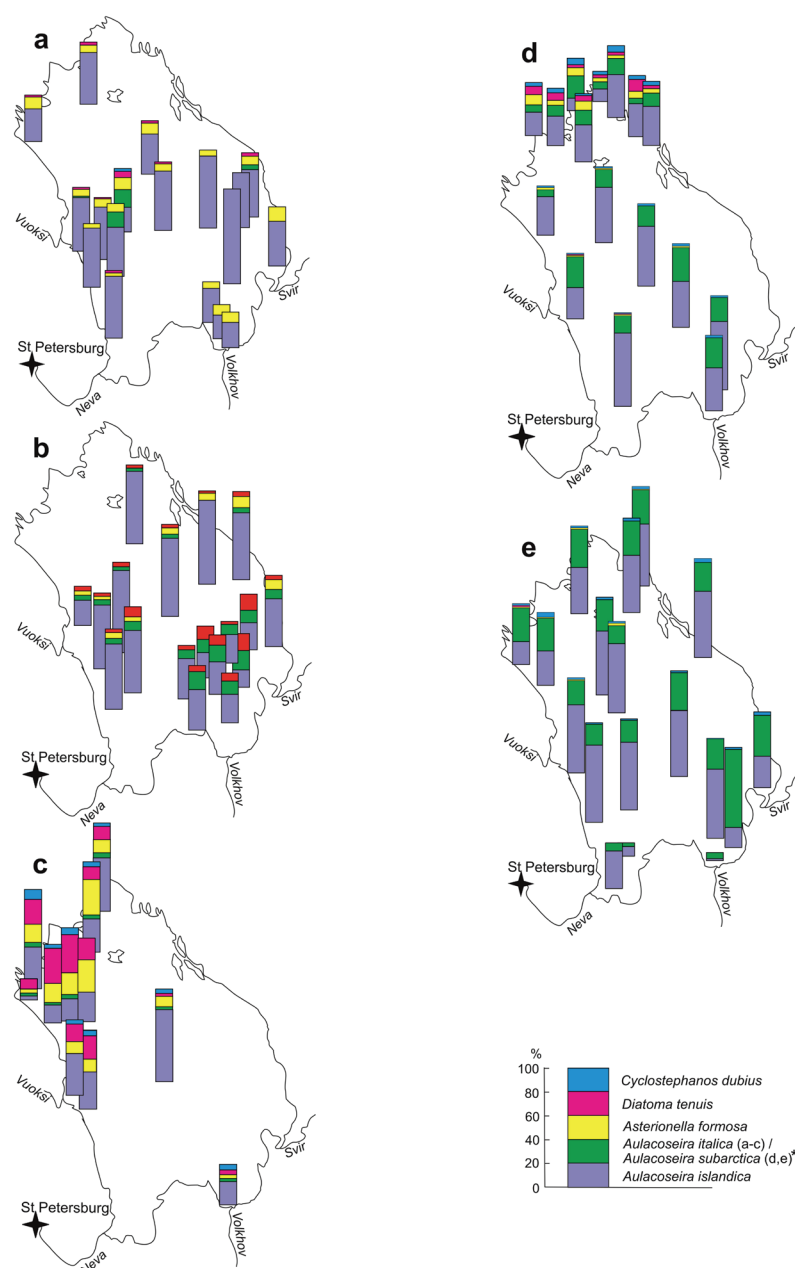 a
Vuoksi
Svir
St Petersburg
Neva
Volkhov
b
Vuoksi
Svir
St Petersburg
Neva
Volkhov
c
Vuoksi
Svir
St Petersburg
Neva
Volkhov
d
Vuoksi
Svir
St Petersburg
Neva
Volkhov
e
Vuoksi
Svir
St Petersburg
Neva
Volkhov
%
100
80
60
40
20
0
Cyclostephanos dubius
Diatoma tenuis
Asterionella formosa
Aulacoseira italica (a-c) /
Aulacoseira subarctica (d,e)*
Aulacoseira islandica